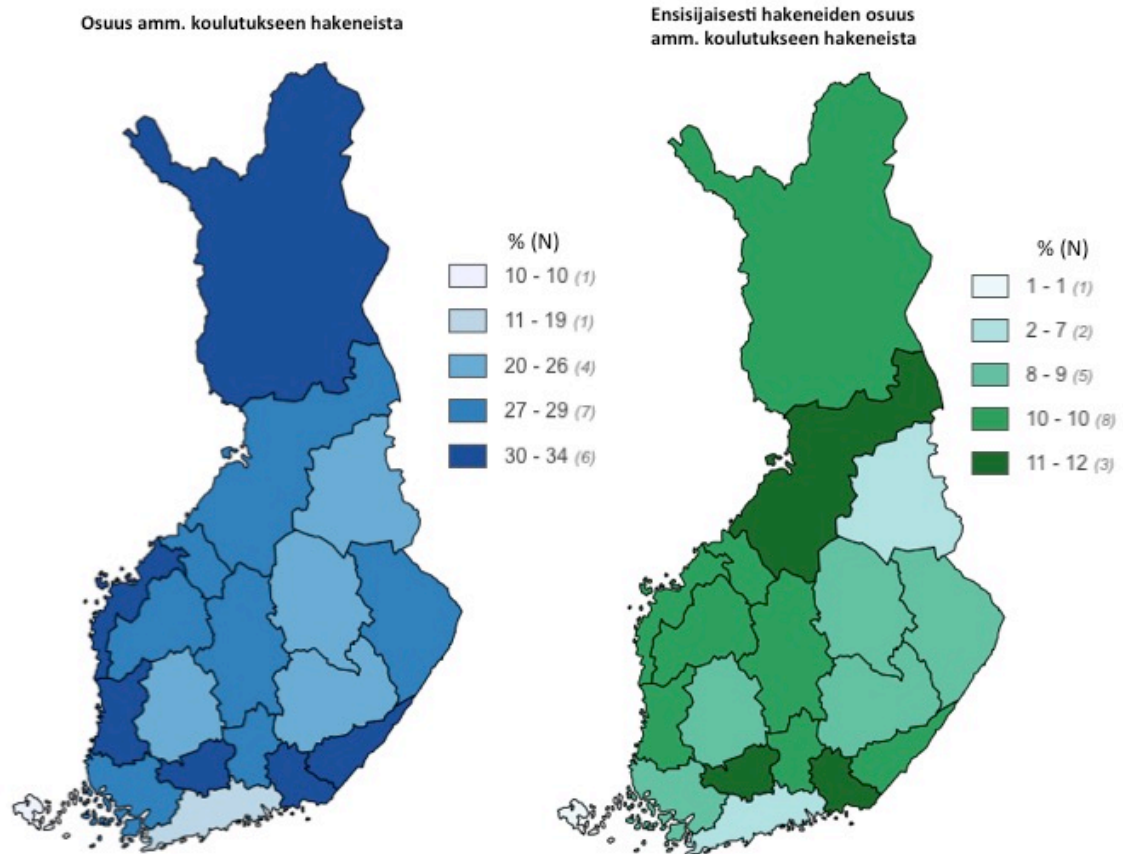 Osuus amm. koulutukseen hakeneista
% (N)
10 - 10 (1)
11 - 19 (1)
20 - 26 (4)
27 - 29 (7)
30 - 34 (6)
Ensisijaisesti hakeneiden osuus
amm. koulutukseen hakeneista
% (N)
1 - 1 (1)
2 - 7 (2)
8 - 9 (5)
10 - 10 (8)
11 - 12 (3)